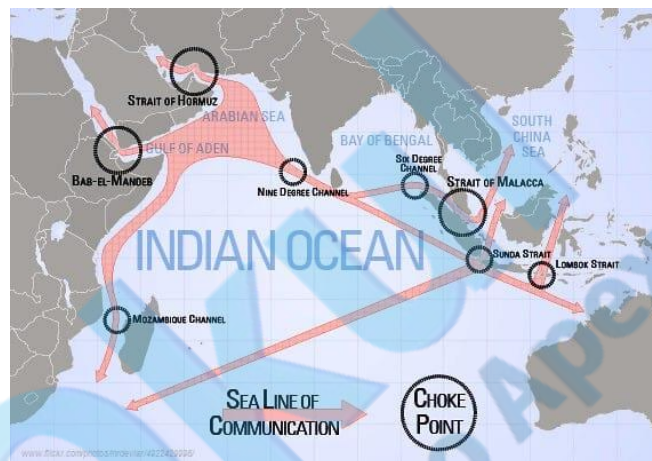 STRAIT OF HORMUZ
ARABIAN SEA
GULF OF ADEN
BAB-EL-MANDEB
BAY OF BENGAL
SOUTH
CHINA
SEA
SIX DEGREE
CHANNEL
NINE DEGREE CHANNEL
STRAIT OF MALACCA
INDIAN OCEAN
SUNDA STRAIT
LOMBOK STRAIT
MOZAMBIQUE CHANNEL
SEA LINE OF
COMMUNICATION
CHOKE
POINT